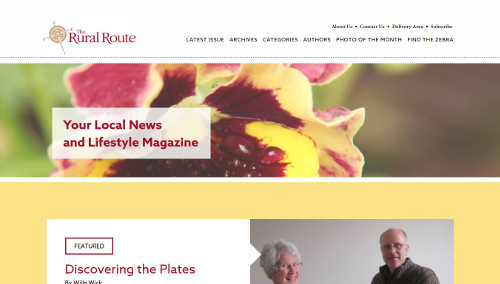 About Us • Contact Us • Delivery Area • Subscribe
The
Rural Route
LATEST ISSUE ARCHIVES CATEGORIES AUTHORS PHOTO OF THE MONTH FIND THE ZEBRA
Your Local News
and Lifestyle Magazine
FEATURED
Discovering the Plates
By Willa Wick